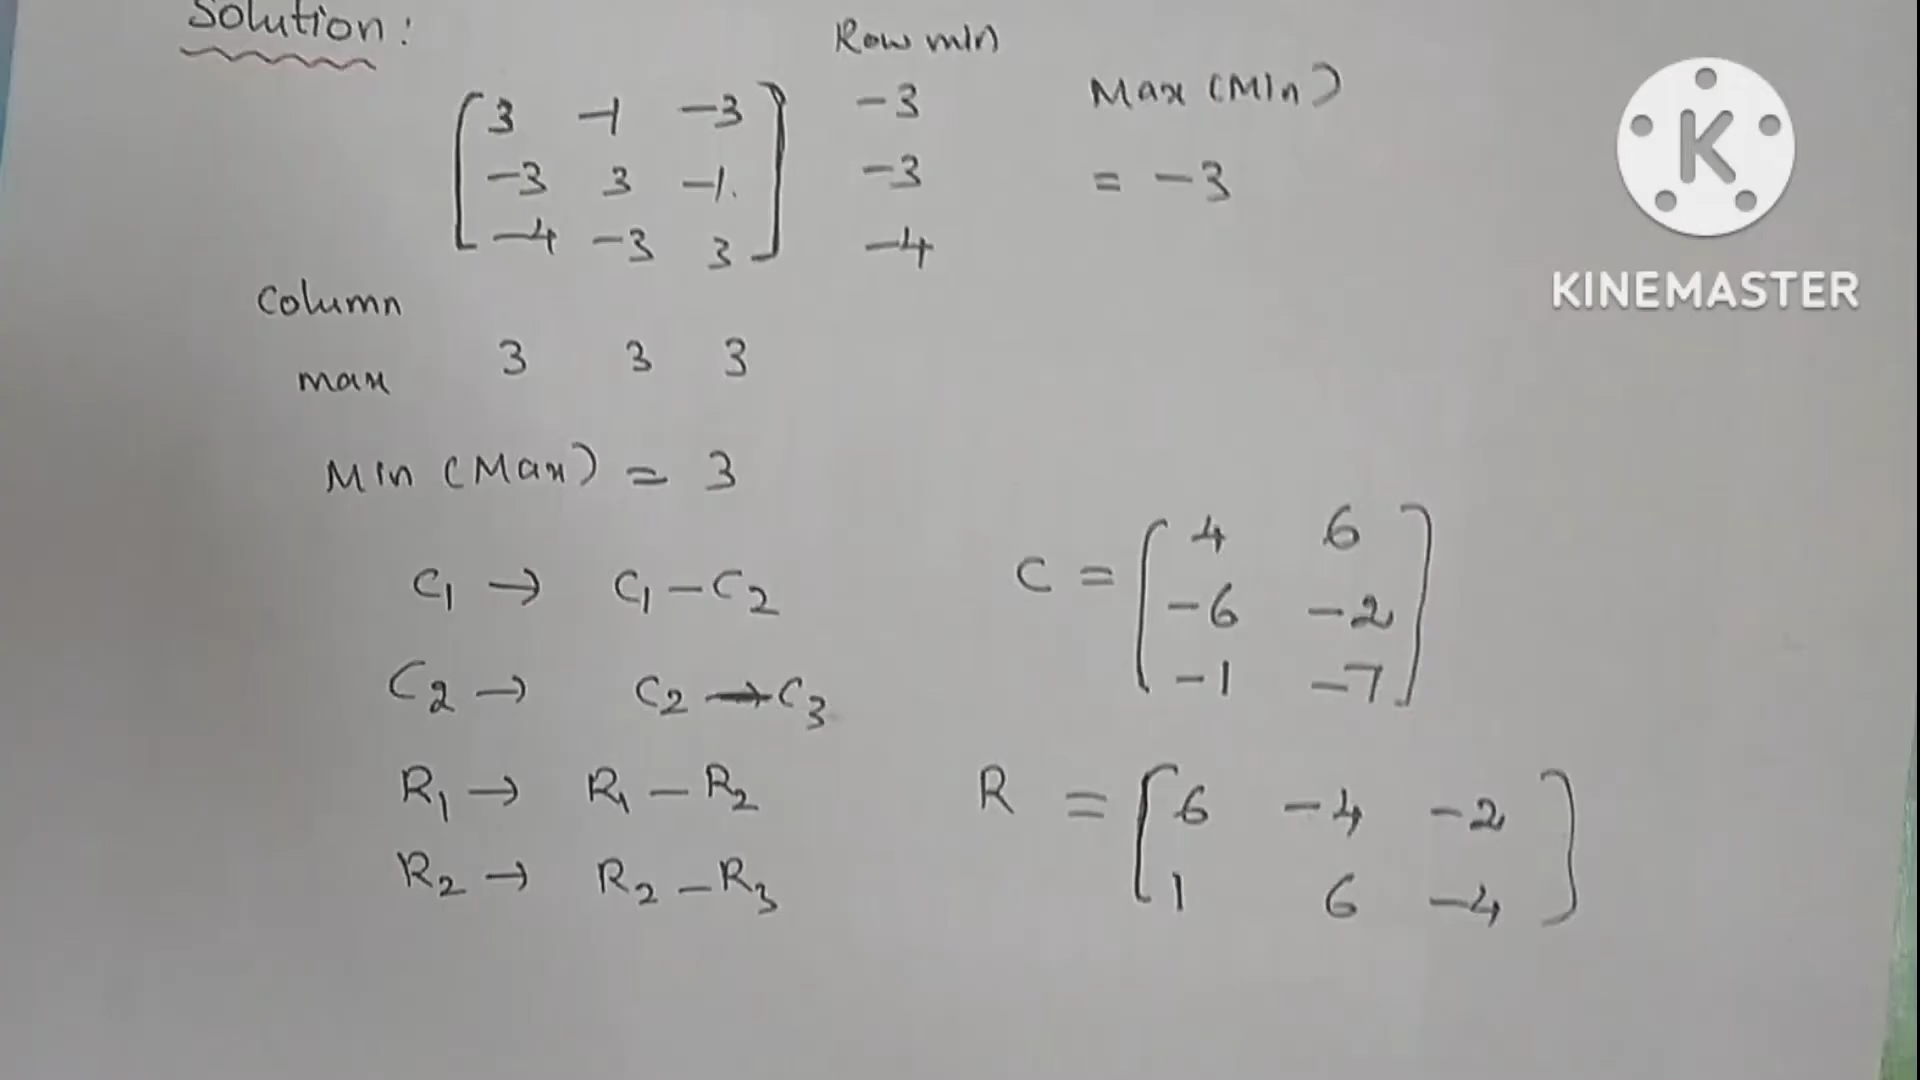 Solution:
Row min
[3 -1 -3] -3 Max (Min)
[-3 3 -1.] -3 = -3
[-4 -3 3] -4
Column
max 3 3 3
Min (Max) = 3
C1 → C1 - C2
C2 → C2 → C3
R1 → R1 - R2
R2 → R2 - R3
C = [4 6
-6 -2
-1 -7]
R = [6 -4 -2
1 6 -4]
K
KINEMASTER